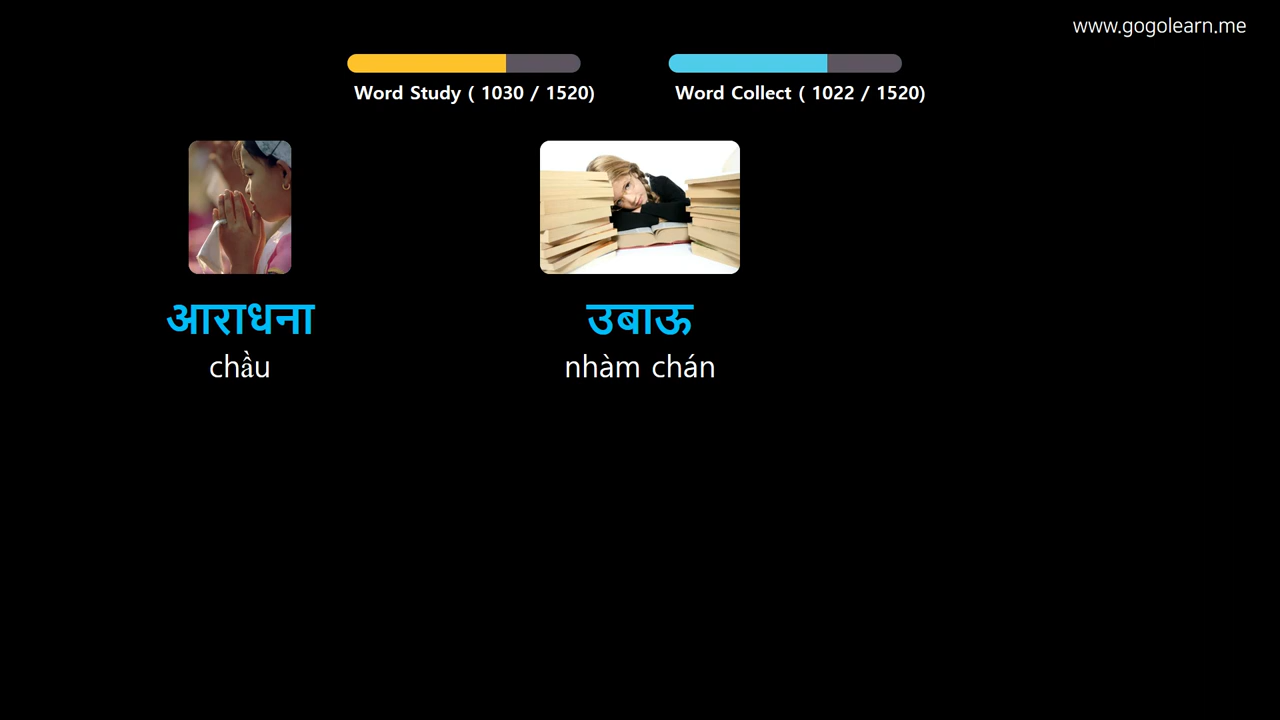 www.gogolearn.me
Word Study ( 1030 / 1520)
Word Collect ( 1022 / 1520)
आराधना
उबाऊ
chầu
nhàm chán